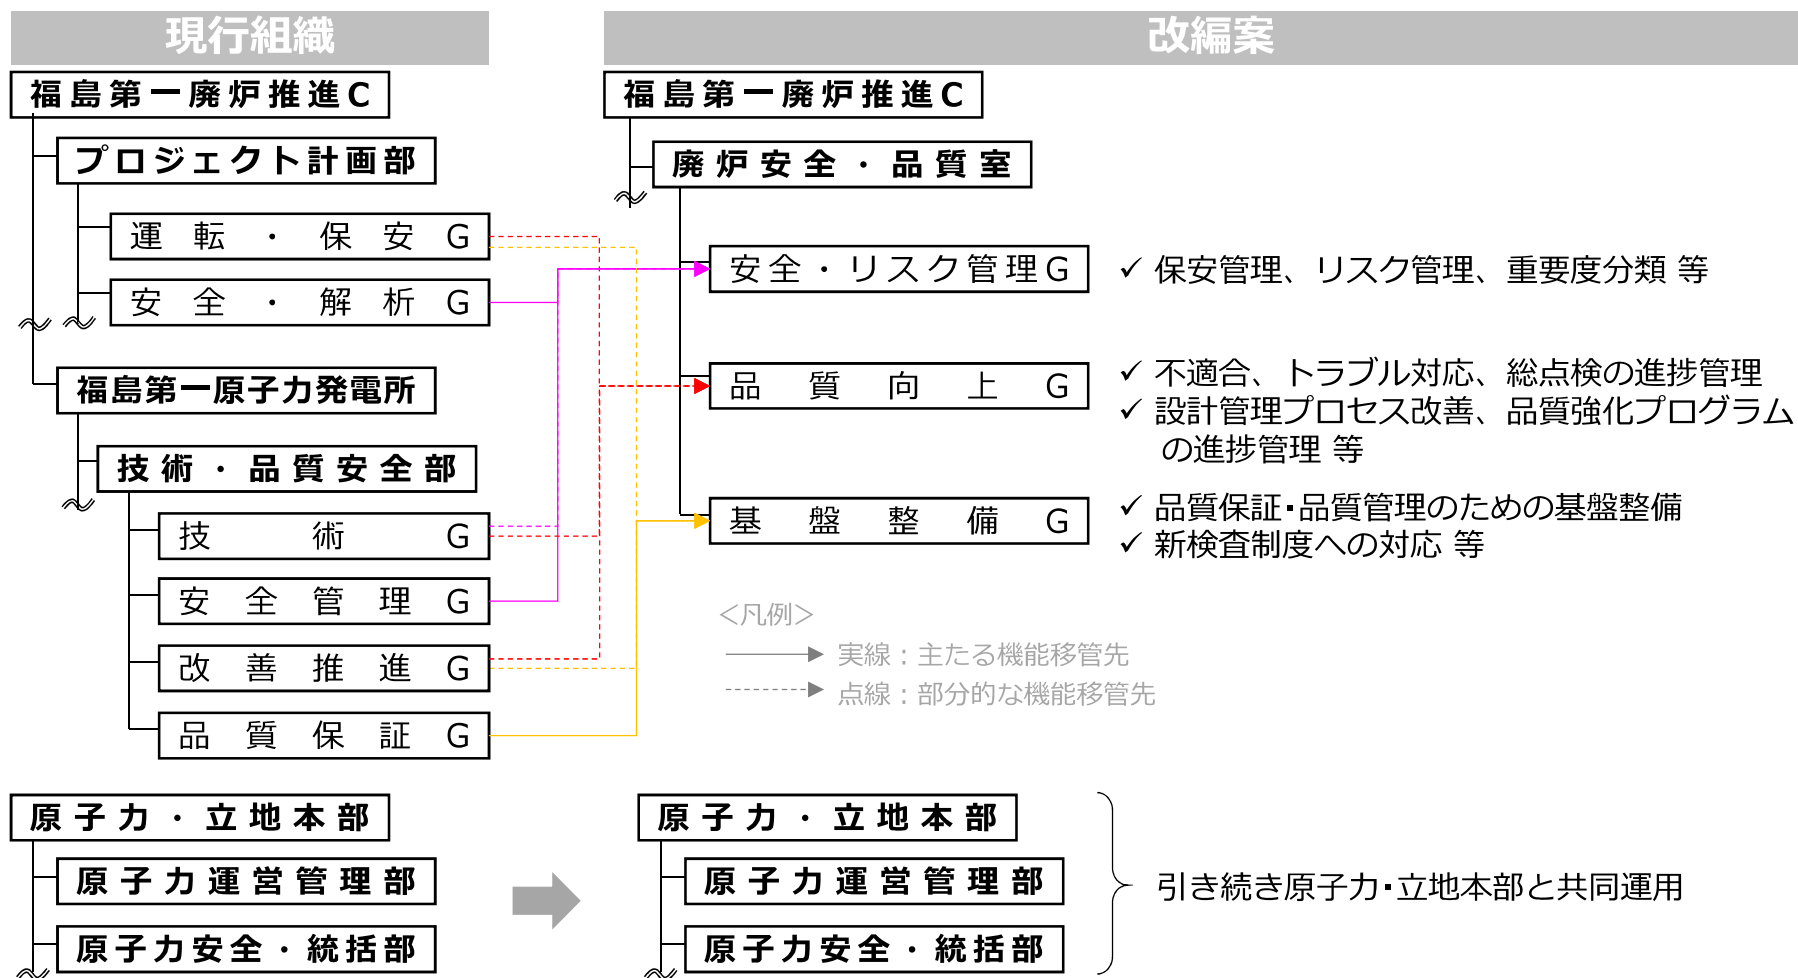 現行組織
福島第一廃炉推進C
プロジェクト計画部
運転・保安G
安全・解析G
福島第一原子力発電所
技術・品質安全部
技術G
安全管理G
改善推進G
品質保証G
原子力・立地本部
原子力運営管理部
原子力安全・統括部
改編案
福島第一廃炉推進C
廃炉安全・品質室
安全・リスク管理G
✓ 保安管理、リスク管理、重要度分類 等
品質向上G
✓ 不適合、トラブル対応、総点検の進捗管理
✓ 設計管理プロセス改善、品質強化プログラム
の進捗管理 等
基盤整備G
✓ 品質保証・品質管理のための基盤整備
✓ 新検査制度への対応 等
＜凡例＞
実線：主たる機能移管先
点線：部分的な機能移管先
原子力・立地本部
原子力運営管理部
原子力安全・統括部
引き続き原子力・立地本部と共同運用